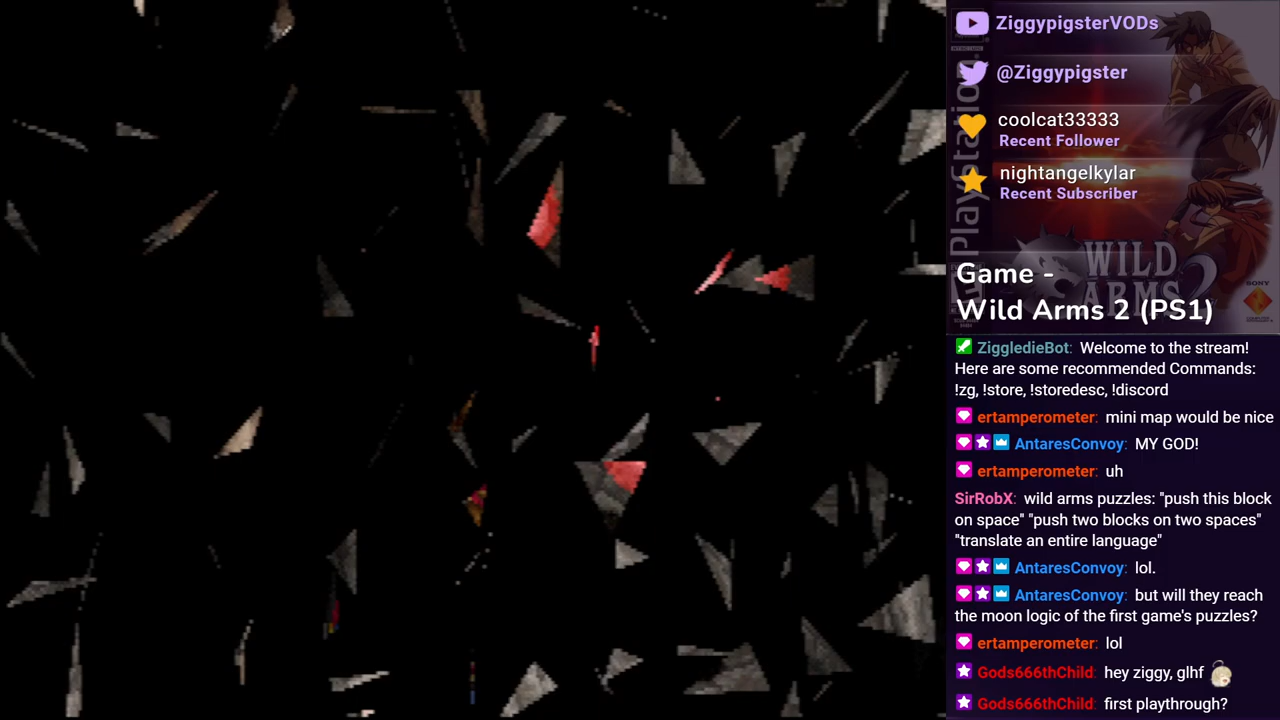 ZiggypigsterVODs
@Ziggypigster
coolcat33333
Recent Follower
nightangelkylar
Recent Subscriber
PlayStation
WILD
ARMS 2
SONY
Game -
Wild Arms 2 (PS1)
ZiggledieBot: Welcome to the stream!
Here are some recommended Commands:
!zg, !store, !storedesc, !discord
ertamperometer: mini map would be nice
AntaresConvoy: MY GOD!
ertamperometer: uh
SirRobX: wild arms puzzles: "push this block
on space" "push two blocks on two spaces"
"translate an entire language"
AntaresConvoy: lol.
AntaresConvoy: but will they reach
the moon logic of the first game's puzzles?
ertamperometer: lol
Gods666thChild: hey ziggy, glhf
Gods666thChild: first playthrough?